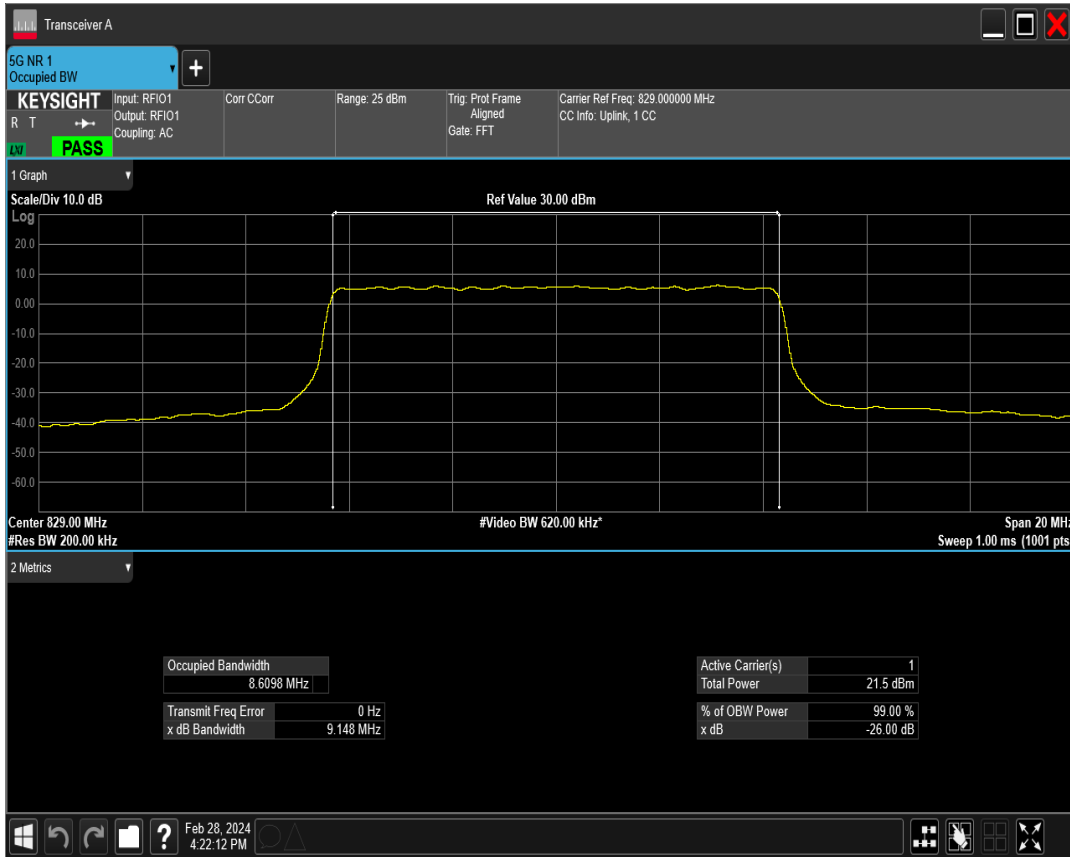 Transceiver A
5G NR 1
Occupied BW
KEYSIGHT
R T
LXI
PASS
Input: RFIO1
Output: RFIO1
Coupling: AC
Corr CCorr
Range: 25 dBm
Trig: Prot Frame
Aligned
Gate: FFT
Carrier Ref Freq: 829.000000 MHz
CC Info: Uplink, 1 CC
1 Graph
Scale/Div 10.0 dB
Ref Value 30.00 dBm
Log
20.0
10.0
0.00
-10.0
-20.0
-30.0
-40.0
-50.0
-60.0
Center 829.00 MHz
#Video BW 620.00 kHz*
Span 20 MHz
#Res BW 200.00 kHz
Sweep 1.00 ms (1001 pts
2 Metrics
Occupied Bandwidth
8.6098 MHz
Transmit Freq Error 0 Hz
x dB Bandwidth 9.148 MHz
Active Carrier(s) 1
Total Power 21.5 dBm
% of OBW Power 99.00 %
x dB -26.00 dB
?
Feb 28, 2024
4:22:12 PM